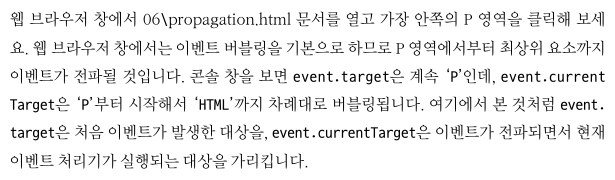 웹 브라우저 창에서 06\propagation.html 문서를 열고 가장 안쪽의 P 영역을 클릭해 보세
요. 웹 브라우저 창에서는 이벤트 버블링을 기본으로 하므로 P 영역에서부터 최상위 요소까지
이벤트가 전파될 것입니다. 콘솔 창을 보면 event.target은 계속 ‘P’인데, event.current
Target은 ‘P’부터 시작해서 ‘HTML’까지 차례대로 버블링됩니다. 여기에서 본 것처럼 event.
target은 처음 이벤트가 발생한 대상을, event.currentTarget은 이벤트가 전파되면서 현재
이벤트 처리기가 실행되는 대상을 가리킵니다.